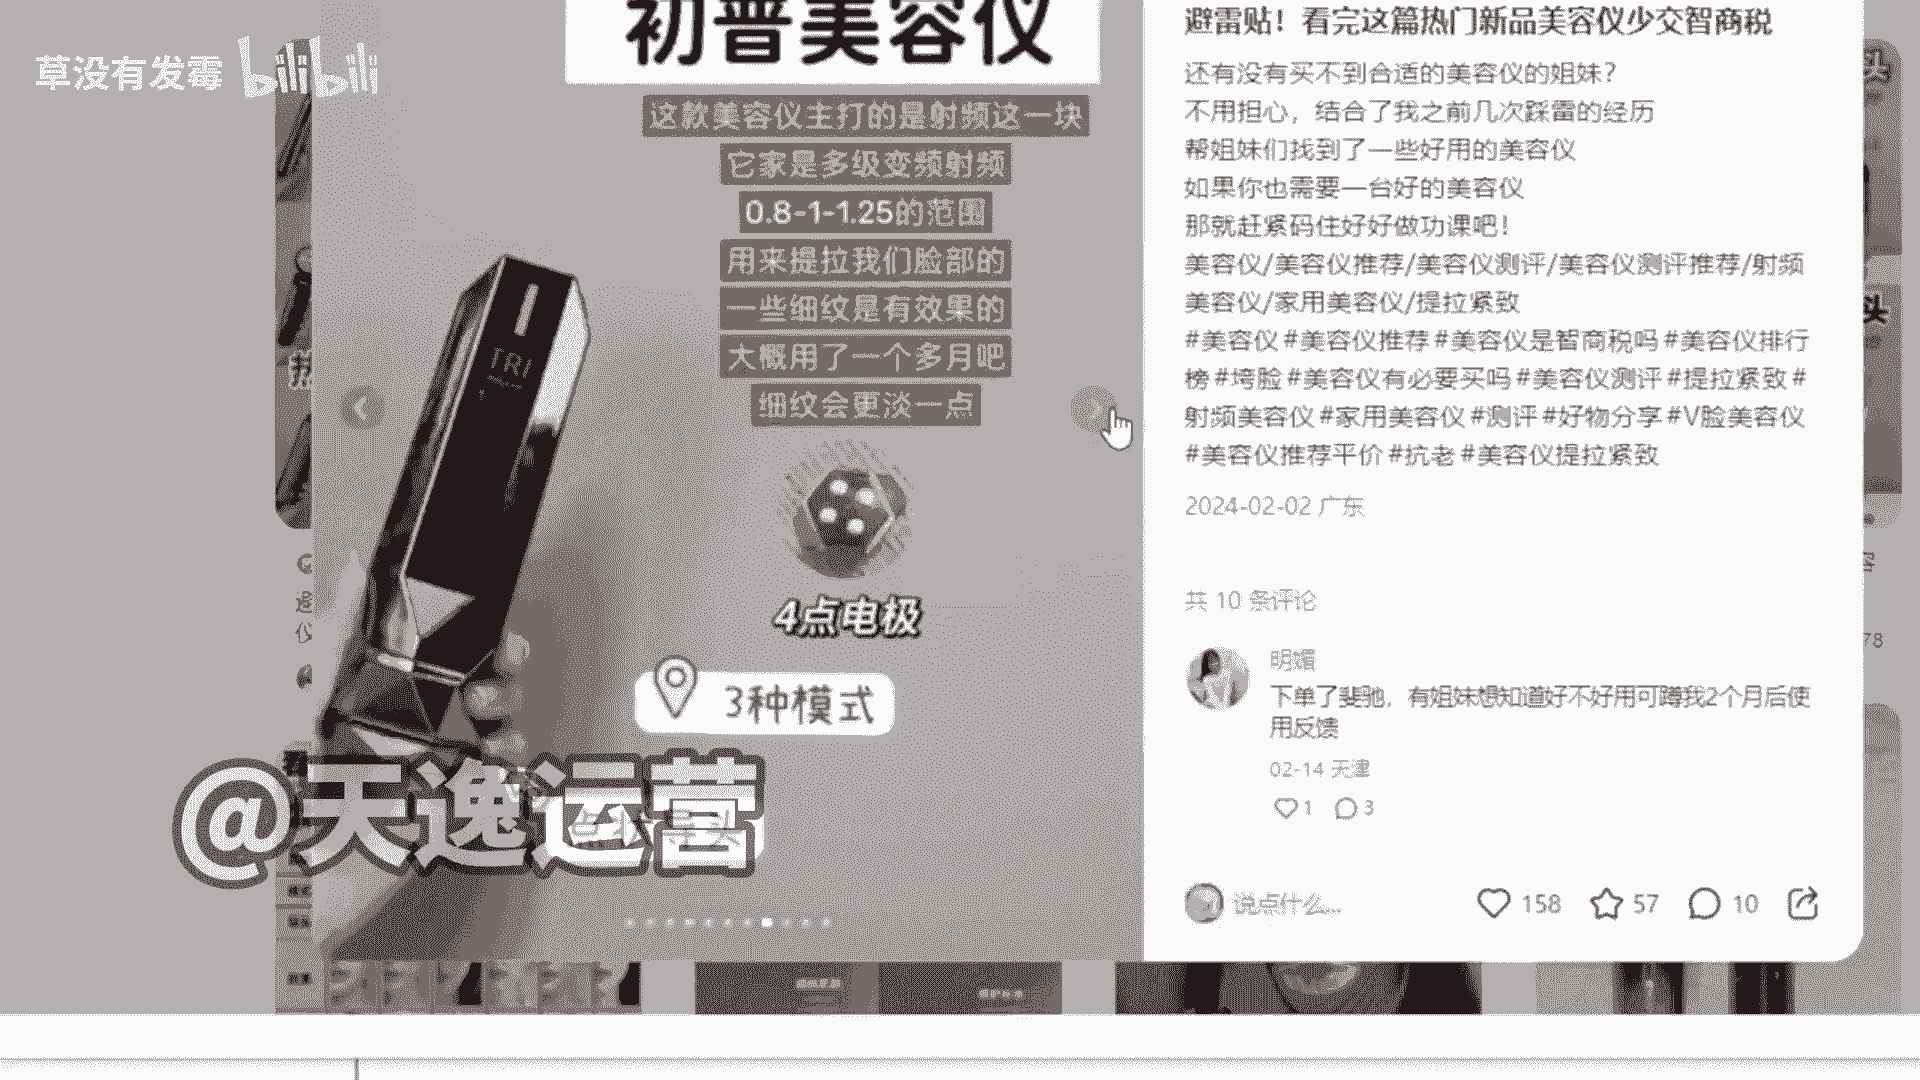 草没有发霉 bilibili
初普美容仪
这款美容仪主打的是射频这一块
它家是多级变频射频
0.8-1-1.25的范围
用来提拉我们脸部的
一些细纹是有效果的
大概用了一个多月吧
细纹会更淡一点
TRI
4点电极
3种模式
@天逸运营
避雷贴！看完这篇热门新品美容仪少交智商税
还有没有买不到合适的美容仪的姐妹？
不用担心，结合了我之前几次踩雷的经历
帮姐妹们找到了一些好用的美容仪
如果你也需要一台好的美容仪
那就赶紧码住好好做功课吧！
美容仪/美容仪推荐/美容仪测评/美容仪测评推荐/射频
美容仪/家用美容仪/提拉紧致
#美容仪 #美容仪推荐 #美容仪是智商税吗 #美容仪排行
榜 #垮脸 #美容仪有必要买吗 #美容仪测评 #提拉紧致 #
射频美容仪 #家用美容仪 #测评 #好物分享 #V脸美容仪
#美容仪推荐平价 #抗老 #美容仪提拉紧致
2024-02-02 广东
共 10 条评论
明媚
下单了斐驰，有姐妹想知道好不好用可蹲我2个月后使
用反馈
02-14 天津
1 3
说点什么...
158 57 10
头
头
78